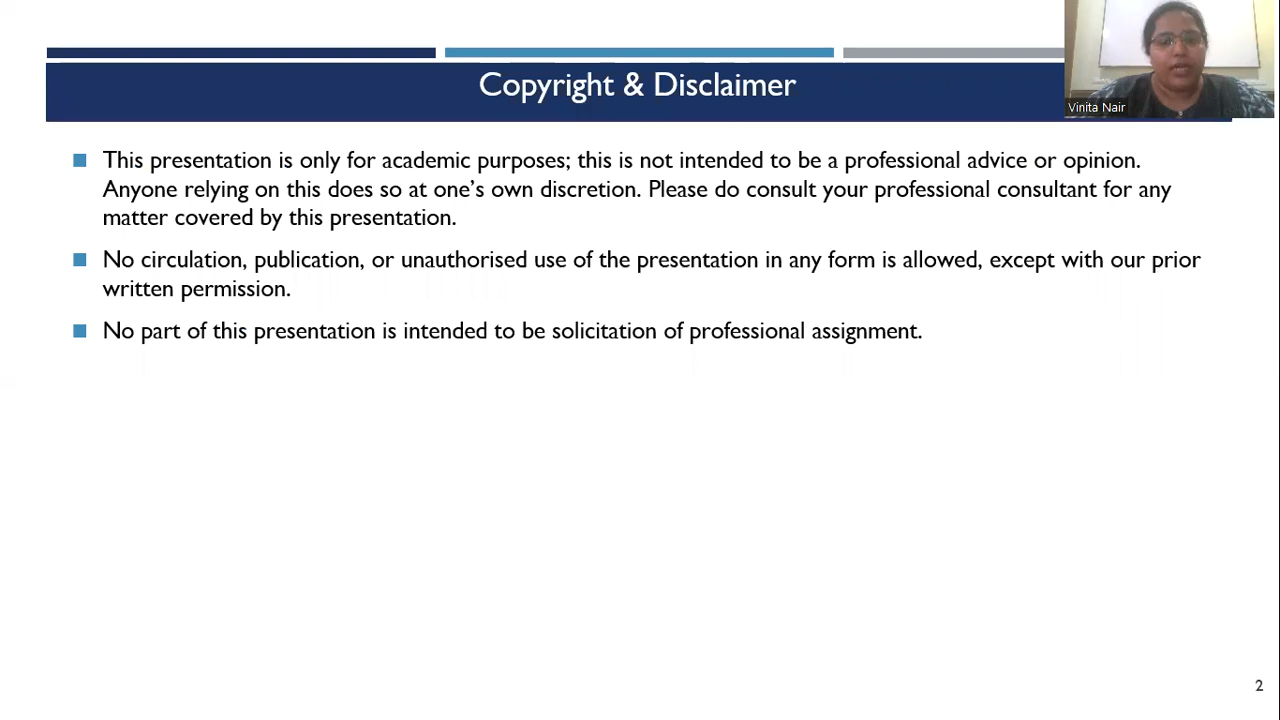 Copyright & Disclaimer
Vinita Nair
This presentation is only for academic purposes; this is not intended to be a professional advice or opinion.
Anyone relying on this does so at one’s own discretion. Please do consult your professional consultant for any
matter covered by this presentation.
No circulation, publication, or unauthorised use of the presentation in any form is allowed, except with our prior
written permission.
No part of this presentation is intended to be solicitation of professional assignment.
2